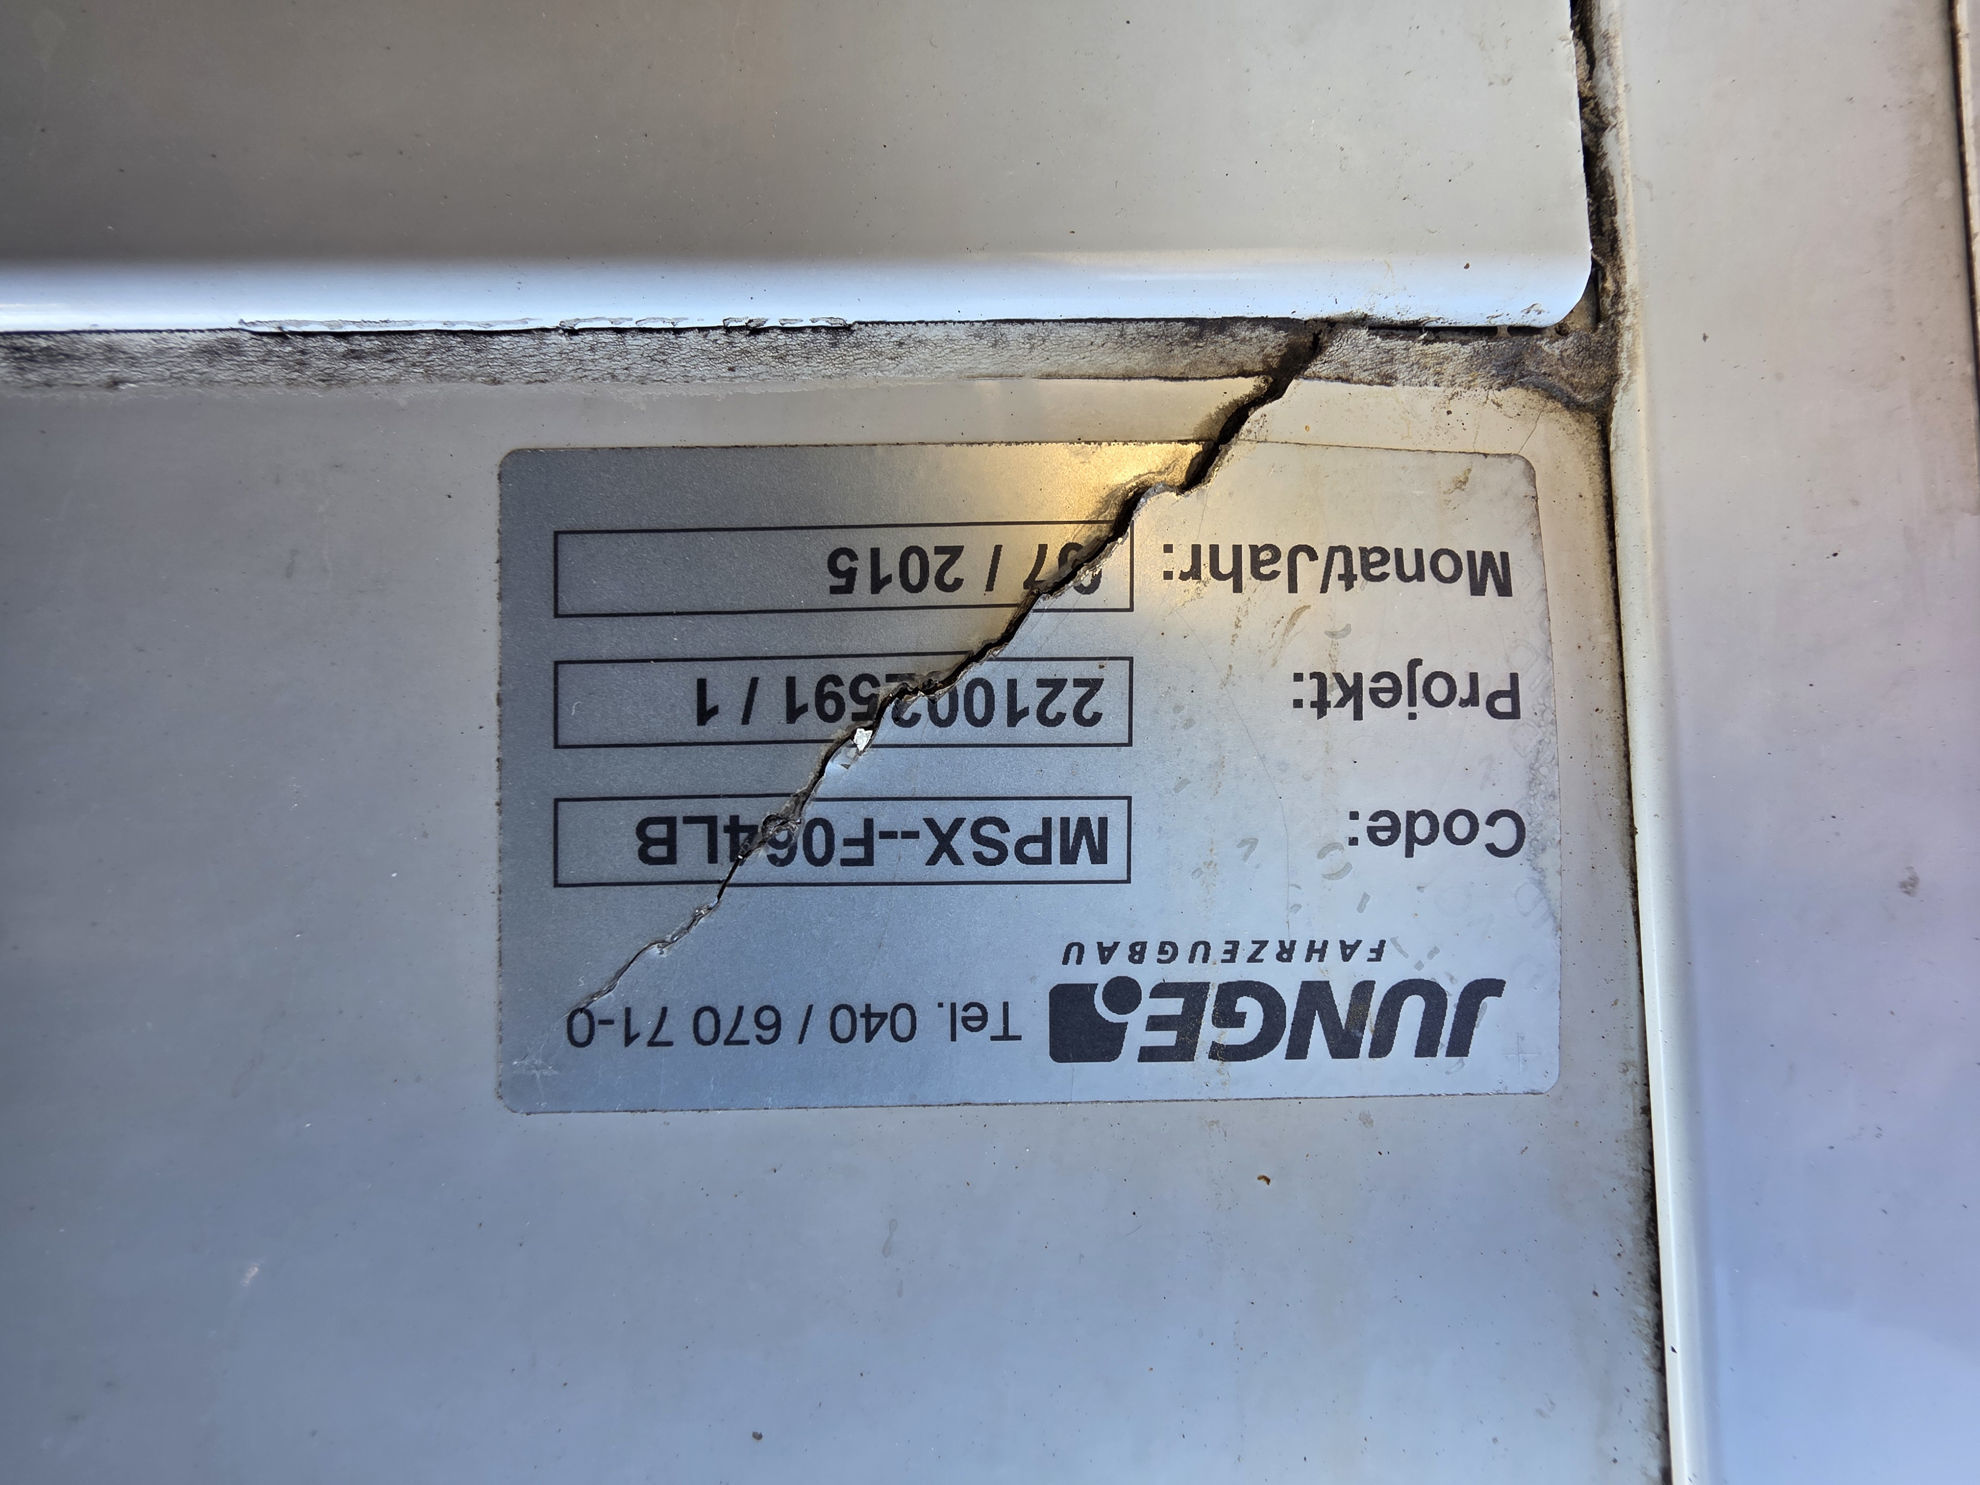 JUNGE
FAHRZEUGBAU
Tel. 040 / 670 71-0
Code: MPSX--F064LB
Projekt: 221002591 / 1
Monat/Jahr: 07 / 2015